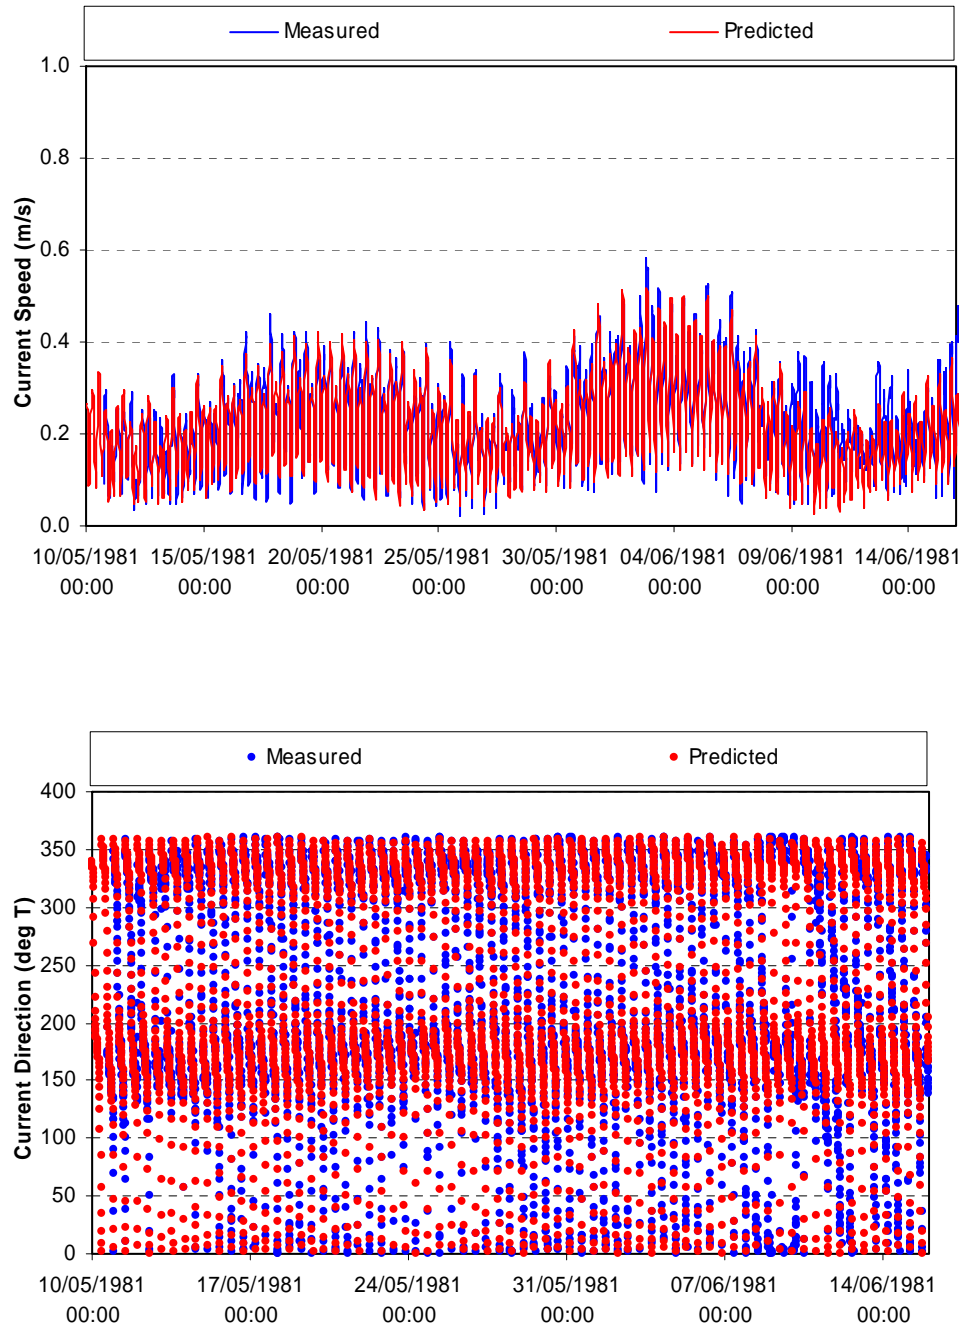 Measured Predicted
1.0
0.8
0.6
0.4
0.2
0.0
Current Speed (m/s)
10/05/1981 15/05/1981 20/05/1981 25/05/1981 30/05/1981 04/06/1981 09/06/1981 14/06/1981
00:00 00:00 00:00 00:00 00:00 00:00 00:00 00:00
Measured Predicted
400
350
300
250
200
150
100
50
0
Current Direction (deg T)
10/05/1981 17/05/1981 24/05/1981 31/05/1981 07/06/1981 14/06/1981
00:00 00:00 00:00 00:00 00:00 00:00